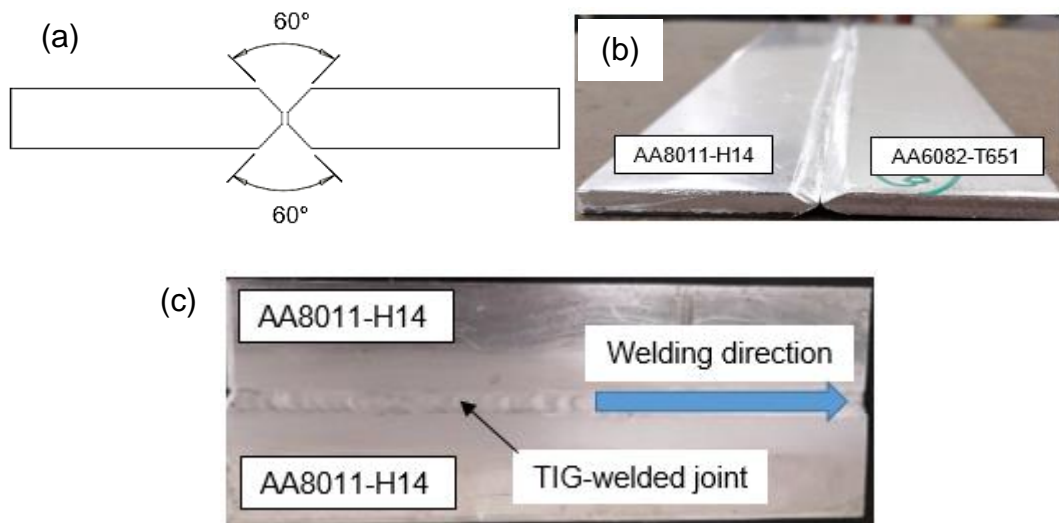 (a)
60°
60°
(b)
AA8011-H14
AA6082-T651
(c)
AA8011-H14
Welding direction
AA8011-H14
TIG-welded joint